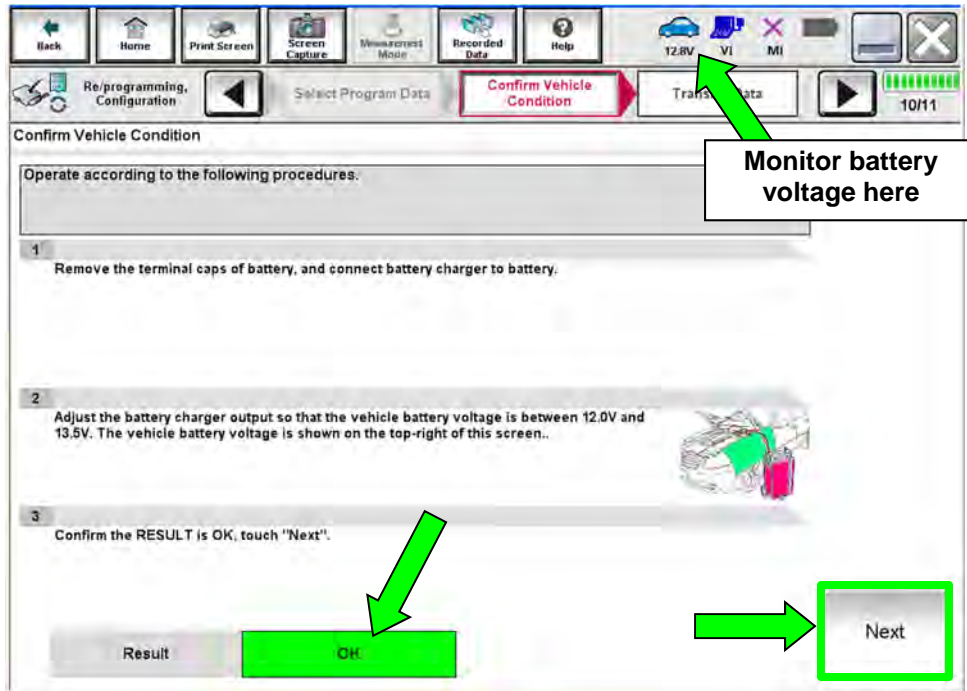 Back
Home
Print Screen
Screen
Capture
Measurement
Mode
Recorded
Data
Help
12.8V
VI
MI
Re/programming,
Configuration
Select Program Data
Confirm Vehicle
Condition
10/11
Confirm Vehicle Condition
Monitor battery
voltage here
Operate according to the following procedures.
1
Remove the terminal caps of battery, and connect battery charger to battery.
2
Adjust the battery charger output so that the vehicle battery voltage is between 12.0V and
13.5V. The vehicle battery voltage is shown on the top-right of this screen..
3
Confirm the RESULT is OK, touch "Next".
Result
OK
Next